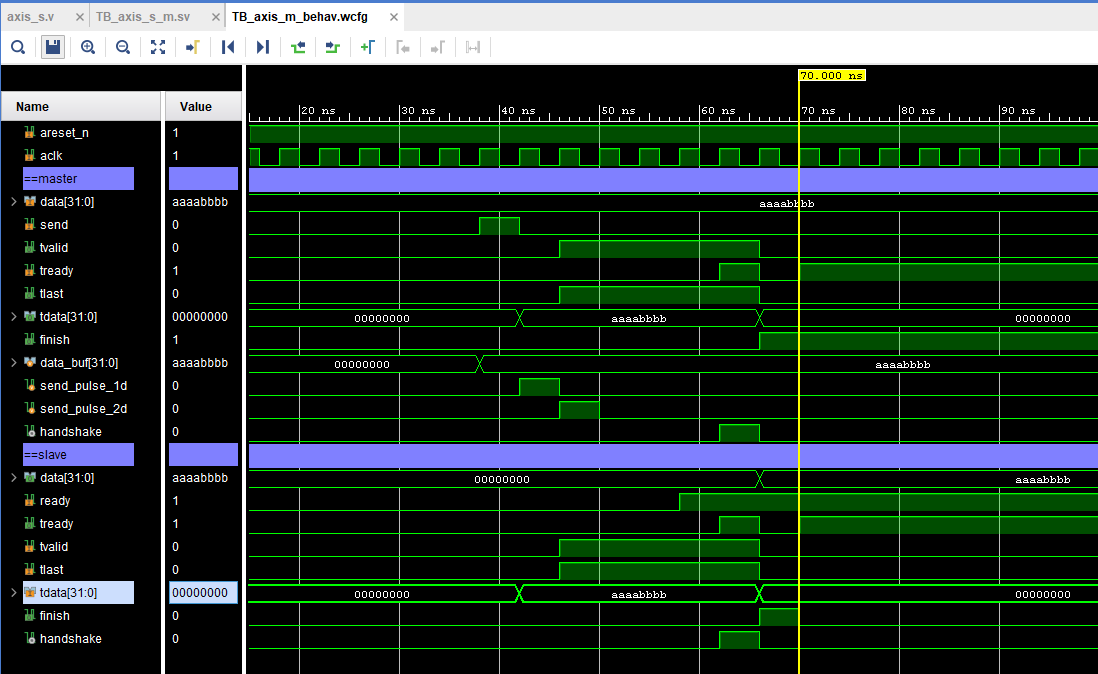 axis_s.v × TB_axis_s_m.sv × TB_axis_m_behav.wcfg ×
70.000 ns
Name Value
20 ns 30 ns 40 ns 50 ns 60 ns 70 ns 80 ns 90 ns
areset_n 1
aclk 1
==master
data[31:0] aaaabbbb aaaabbbb
send 0
tvalid 0
tready 1
tlast 0
tdata[31:0] 00000000 00000000 aaaabbbb 00000000
finish 1
data_buf[31:0] aaaabbbb 00000000 aaaabbbb
send_pulse_1d 0
send_pulse_2d 0
handshake 0
==slave
data[31:0] aaaabbbb 00000000 aaaabbbb
ready 1
tready 1
tvalid 0
tlast 0
tdata[31:0] 00000000 00000000 aaaabbbb 00000000
finish 0
handshake 0